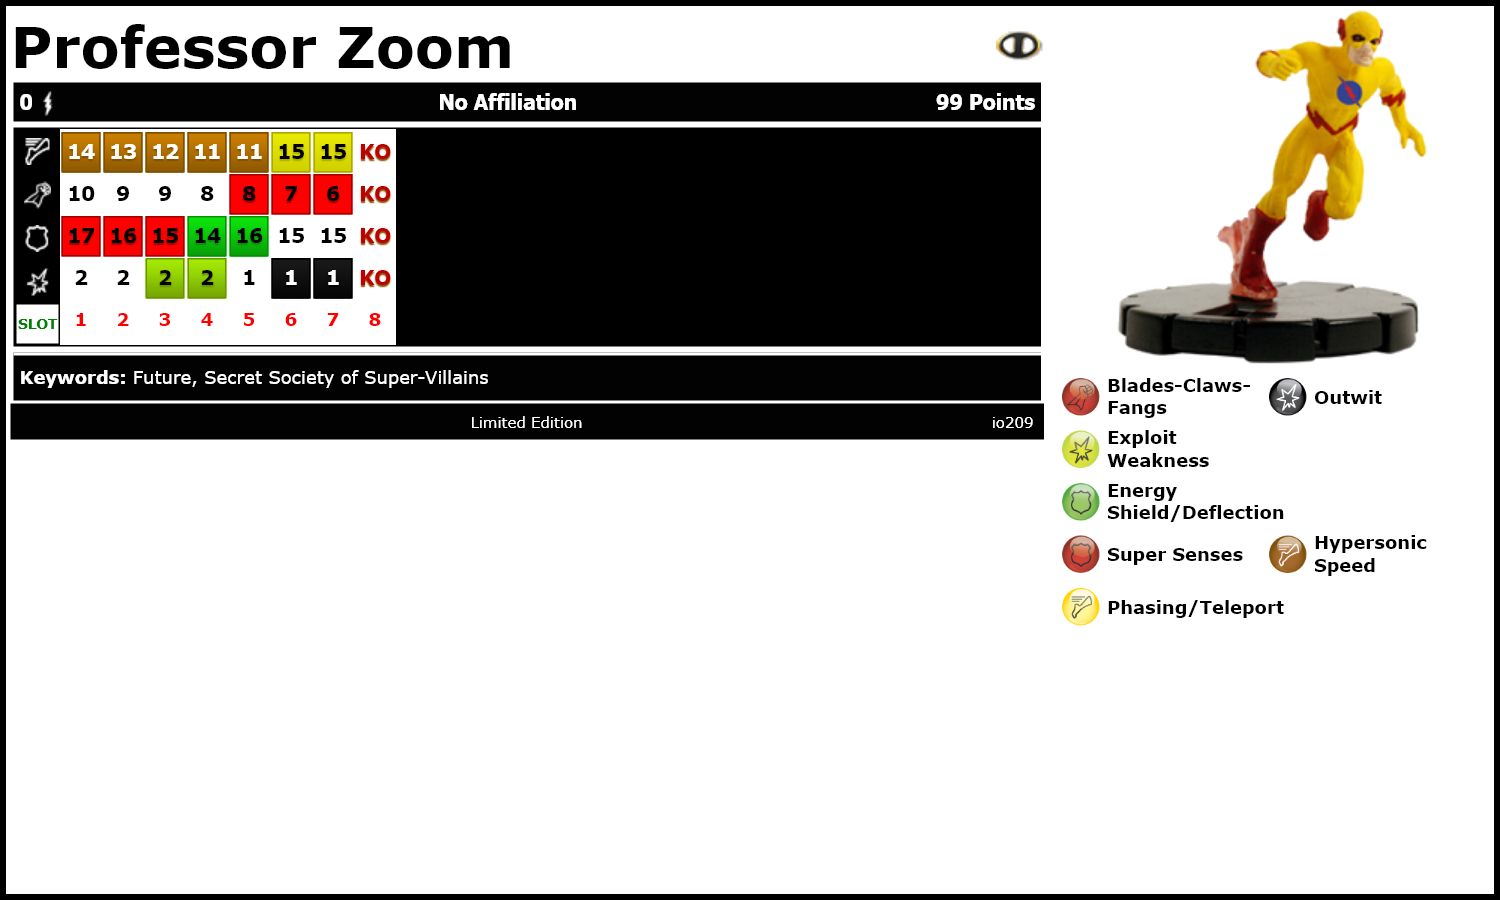 Professor Zoom
0 No Affiliation 99 Points
14 13 12 11 11 15 15 KO
10 9 9 8 8 7 6 KO
17 16 15 14 16 15 15 KO
2 2 2 2 1 1 1 KO
SLOT 1 2 3 4 5 6 7 8
Keywords: Future, Secret Society of Super-Villains
Limited Edition io209
Blades-Claws-
Fangs
Outwit
Exploit
Weakness
Energy
Shield/Deflection
Super Senses
Hypersonic
Speed
Phasing/Teleport